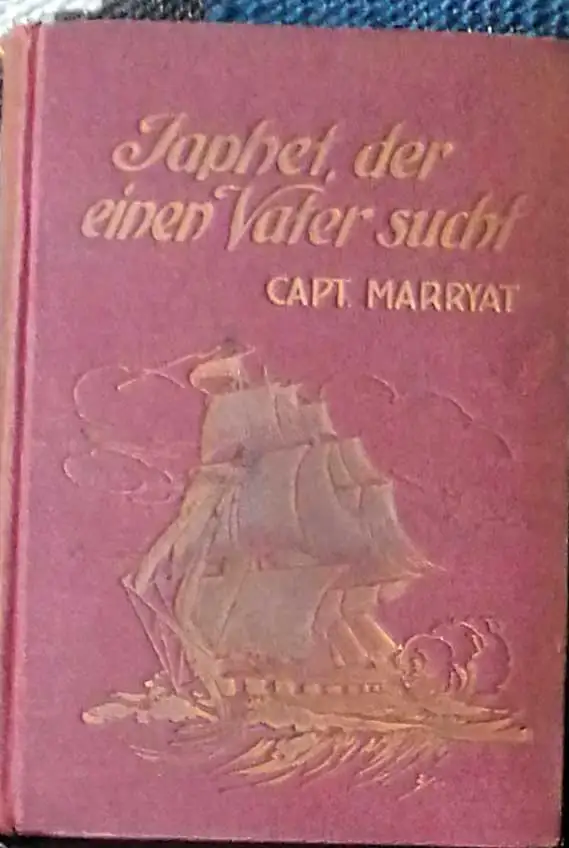 Japhet, der
einen Vater sucht
CAPT. MARRYAT